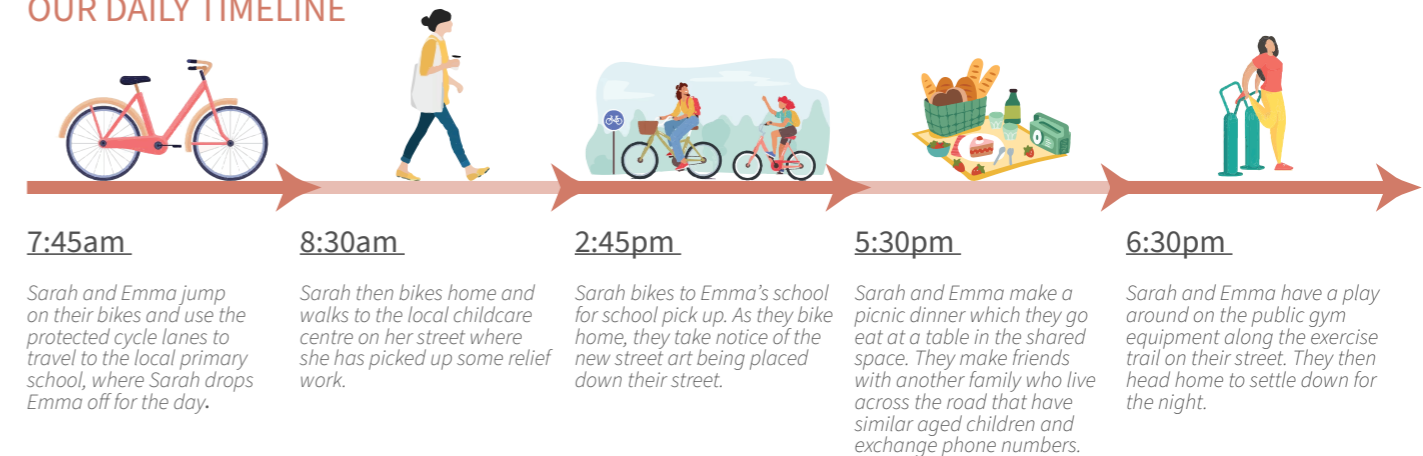 OUR DAILY TIMELINE
7:45am
Sarah and Emma jump
on their bikes and use the
protected cycle lanes to
travel to the local primary
school, where Sarah drops
Emma off for the day.
8:30am
Sarah then bikes home and
walks to the local childcare
centre on her street where
she has picked up some relief
work.
2:45pm
Sarah bikes to Emma’s school
for school pick up. As they bike
home, they take notice of the
new street art being placed
down their street.
5:30pm
Sarah and Emma make a
picnic dinner which they go
eat at a table in the shared
space. They make friends
with another family who live
across the road that have
similar aged children and
exchange phone numbers.
6:30pm
Sarah and Emma have a play
around on the public gym
equipment along the exercise
trail on their street. They then
head home to settle down for
the night.